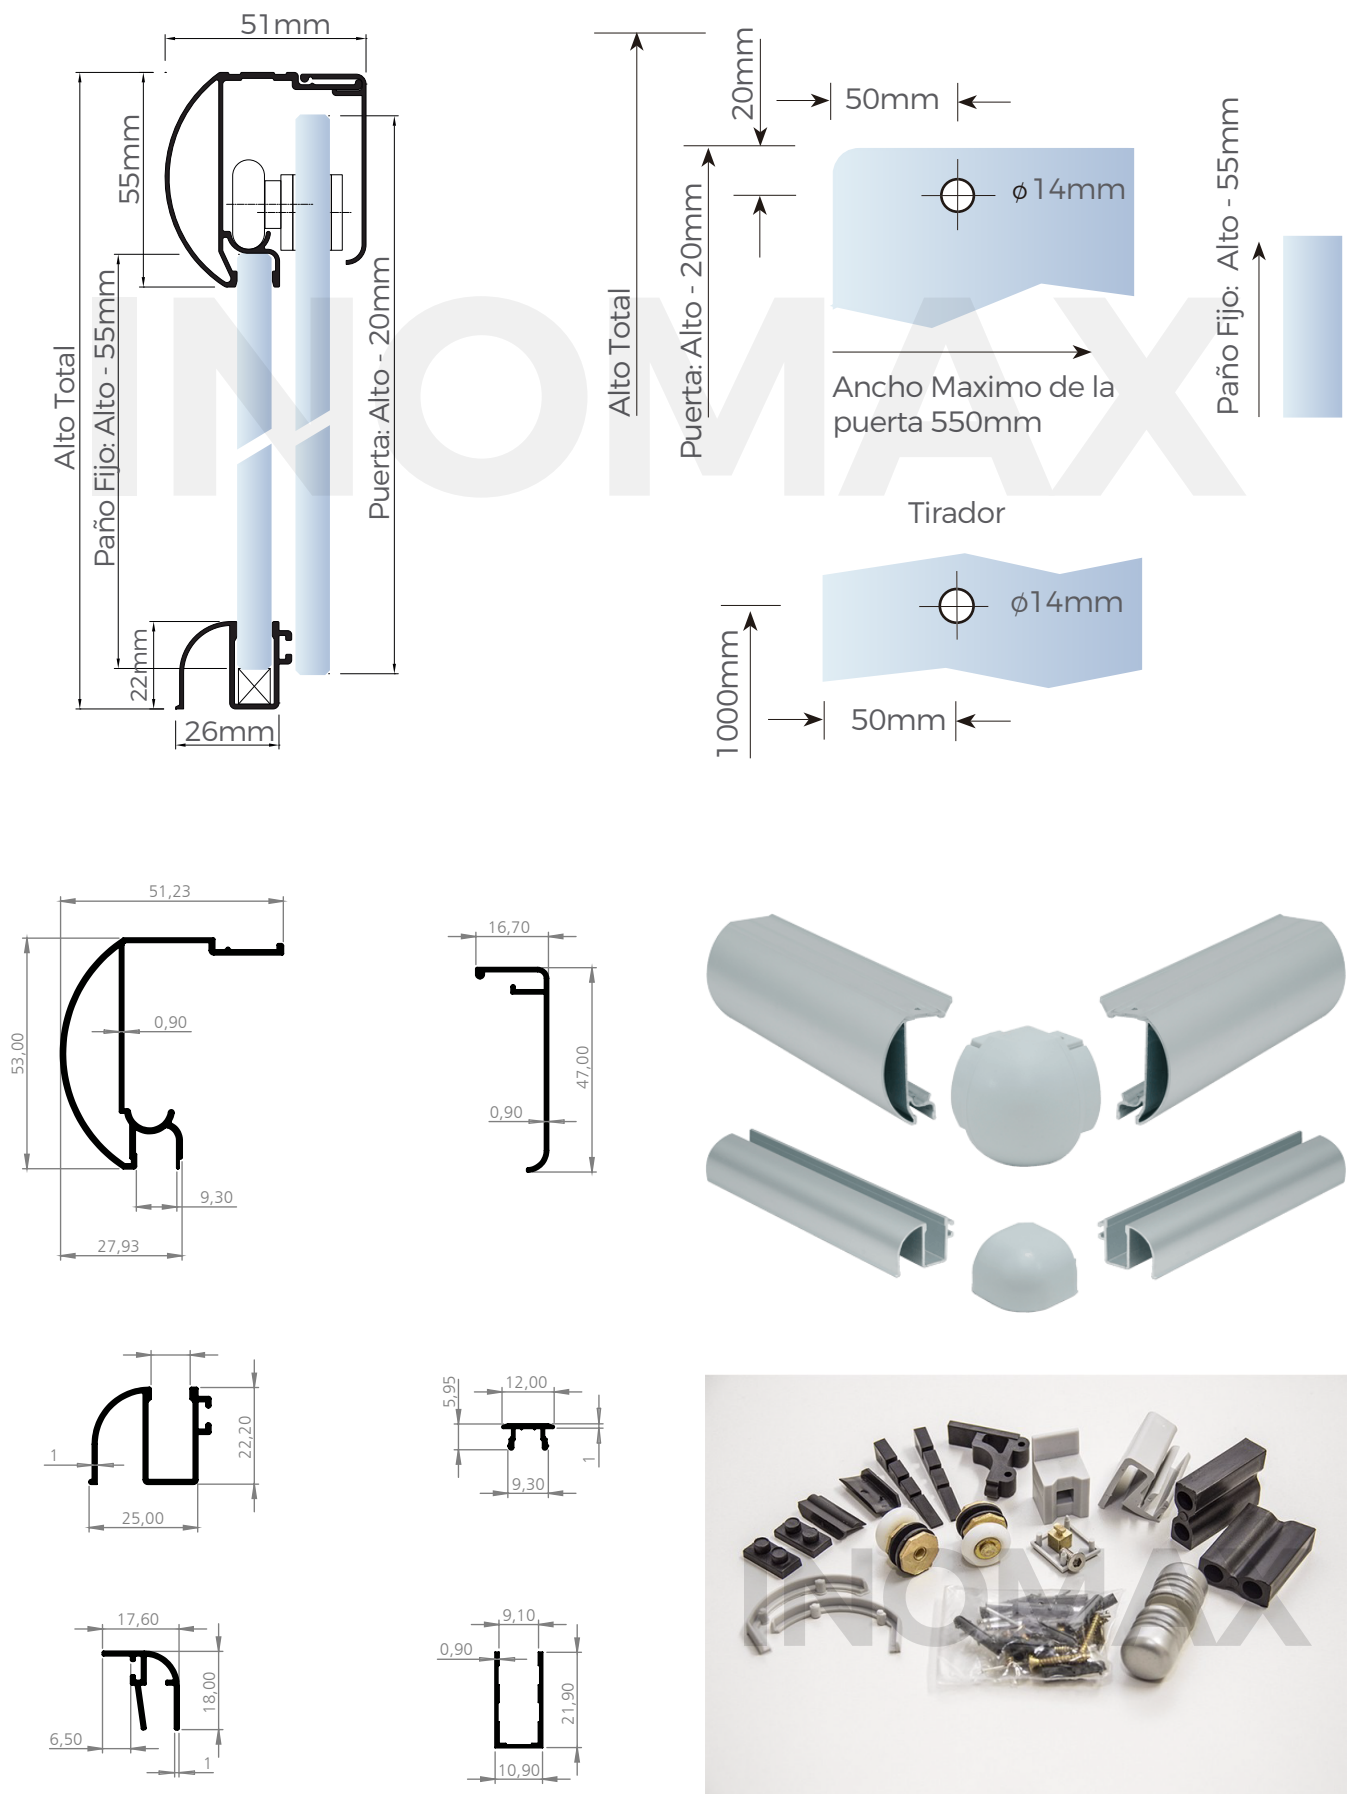 51mm
55mm
Alto Total
Paño Fijo: Alto - 55mm
Puerta: Alto - 20mm
22mm
26mm
Alto Total
Puerta: Alto - 20mm
20mm
50mm
ϕ14mm
Ancho Maximo de la
puerta 550mm
Paño Fijo: Alto - 55mm
INOMAX
Tirador
ϕ14mm
1000mm
50mm
51,23
53,00
0,90
9,30
27,93
16,70
47,00
0,90
1
22,20
25,00
5,95
12,00
1
9,30
17,60
18,00
6,50
1
9,10
0,90
21,90
10,90
INOMAX